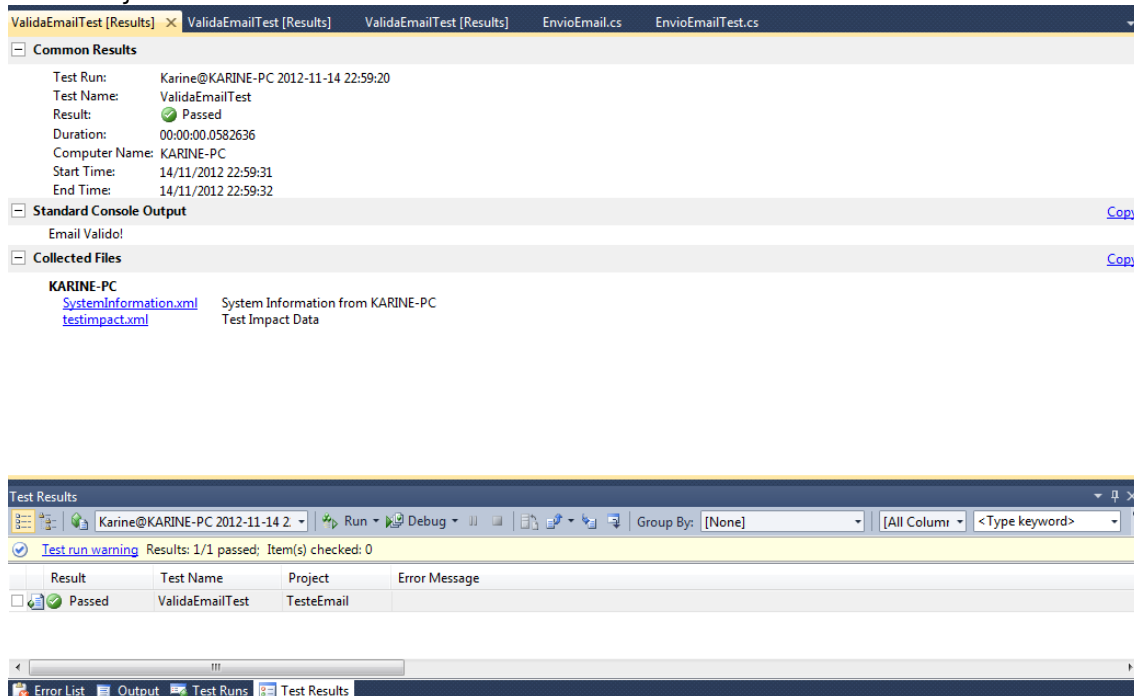 ValidaEmailTest [Results] ValidaEmailTest [Results] ValidaEmailTest [Results] EnvioEmail.cs EnvioEmailTest.cs
Common Results
Test Run: Karine@KARINE-PC 2012-11-14 22:59:20
Test Name: ValidaEmailTest
Result: Passed
Duration: 00:00:00.0582636
Computer Name: KARINE-PC
Start Time: 14/11/2012 22:59:31
End Time: 14/11/2012 22:59:32
Standard Console Output Copy
Email Valido!
Collected Files Copy
KARINE-PC
SystemInformation.xml System Information from KARINE-PC
testimpact.xml Test Impact Data
Test Results
Karine@KARINE-PC 2012-11-14 2 Run Debug Group By: [None] [All Column <Type keyword>
Test run warning Results: 1/1 passed; Item(s) checked: 0
Result Test Name Project Error Message
Passed ValidaEmailTest TesteEmail
Error List Output Test Runs Test Results